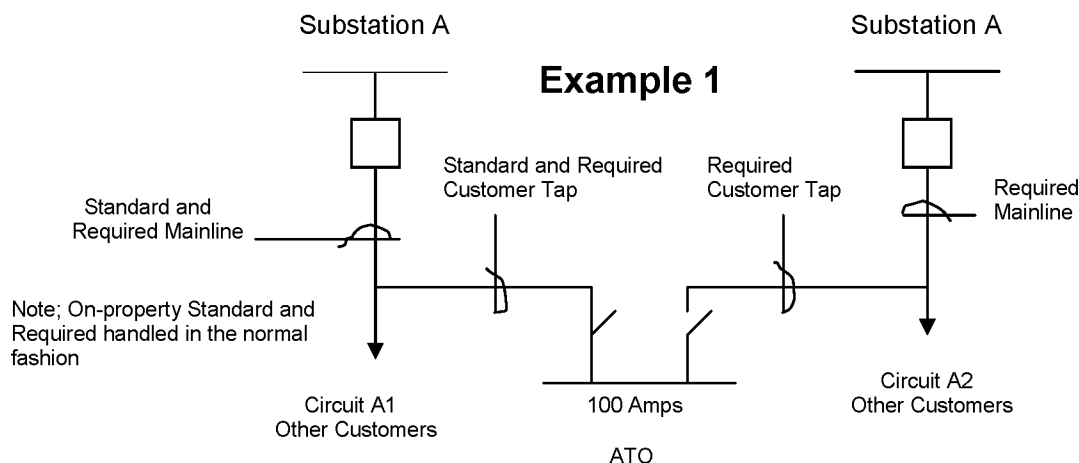 Substation A
Substation A
Example 1
Standard and Required
Customer Tap
Required
Customer Tap
Required
Mainline
Standard and
Required Mainline
Note; On-property Standard and
Required handled in the normal
fashion
Circuit A1
Other Customers
100 Amps
Circuit A2
Other Customers
ATO